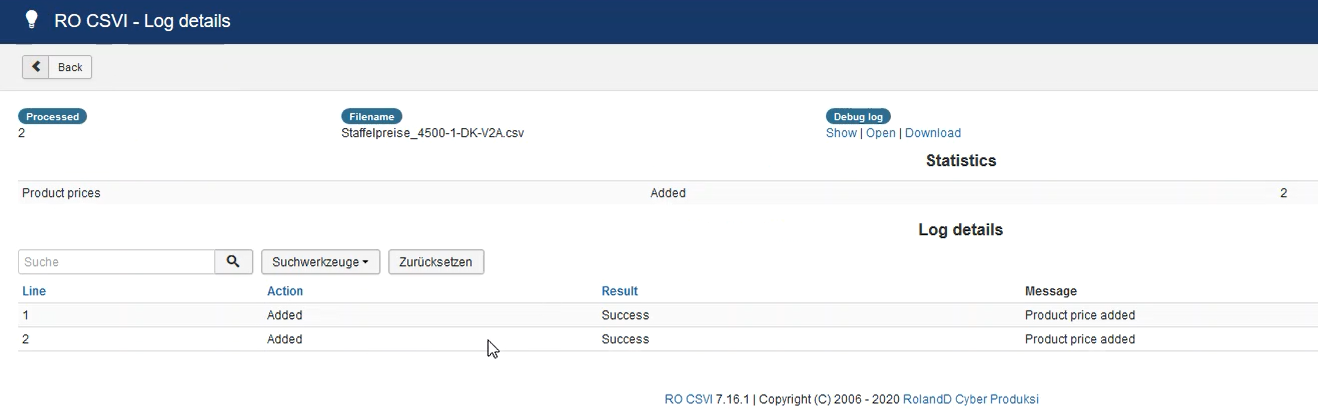 RO CSVI - Log details
Back
Processed Filename Debug log
2 Staffelpreise_4500-1-DK-V2A.csv Show | Open | Download
Statistics
Product prices Added 2
Log details
Suche Suchwerkzeuge Zurücksetzen
Line Action Result Message
1 Added Success Product price added
2 Added Success Product price added
RO CSVI 7.16.1 | Copyright (C) 2006 - 2020 RolandD Cyber Produksi